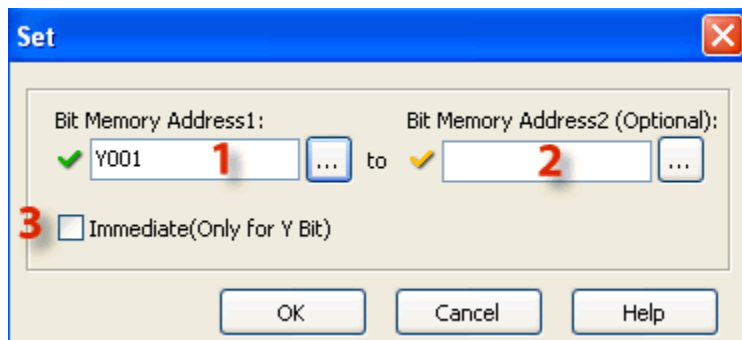 Set
Bit Memory Address1: Bit Memory Address2 (Optional):
Y001 1 ... to 2 ...
3 Immediate(Only for Y Bit)
OK Cancel Help